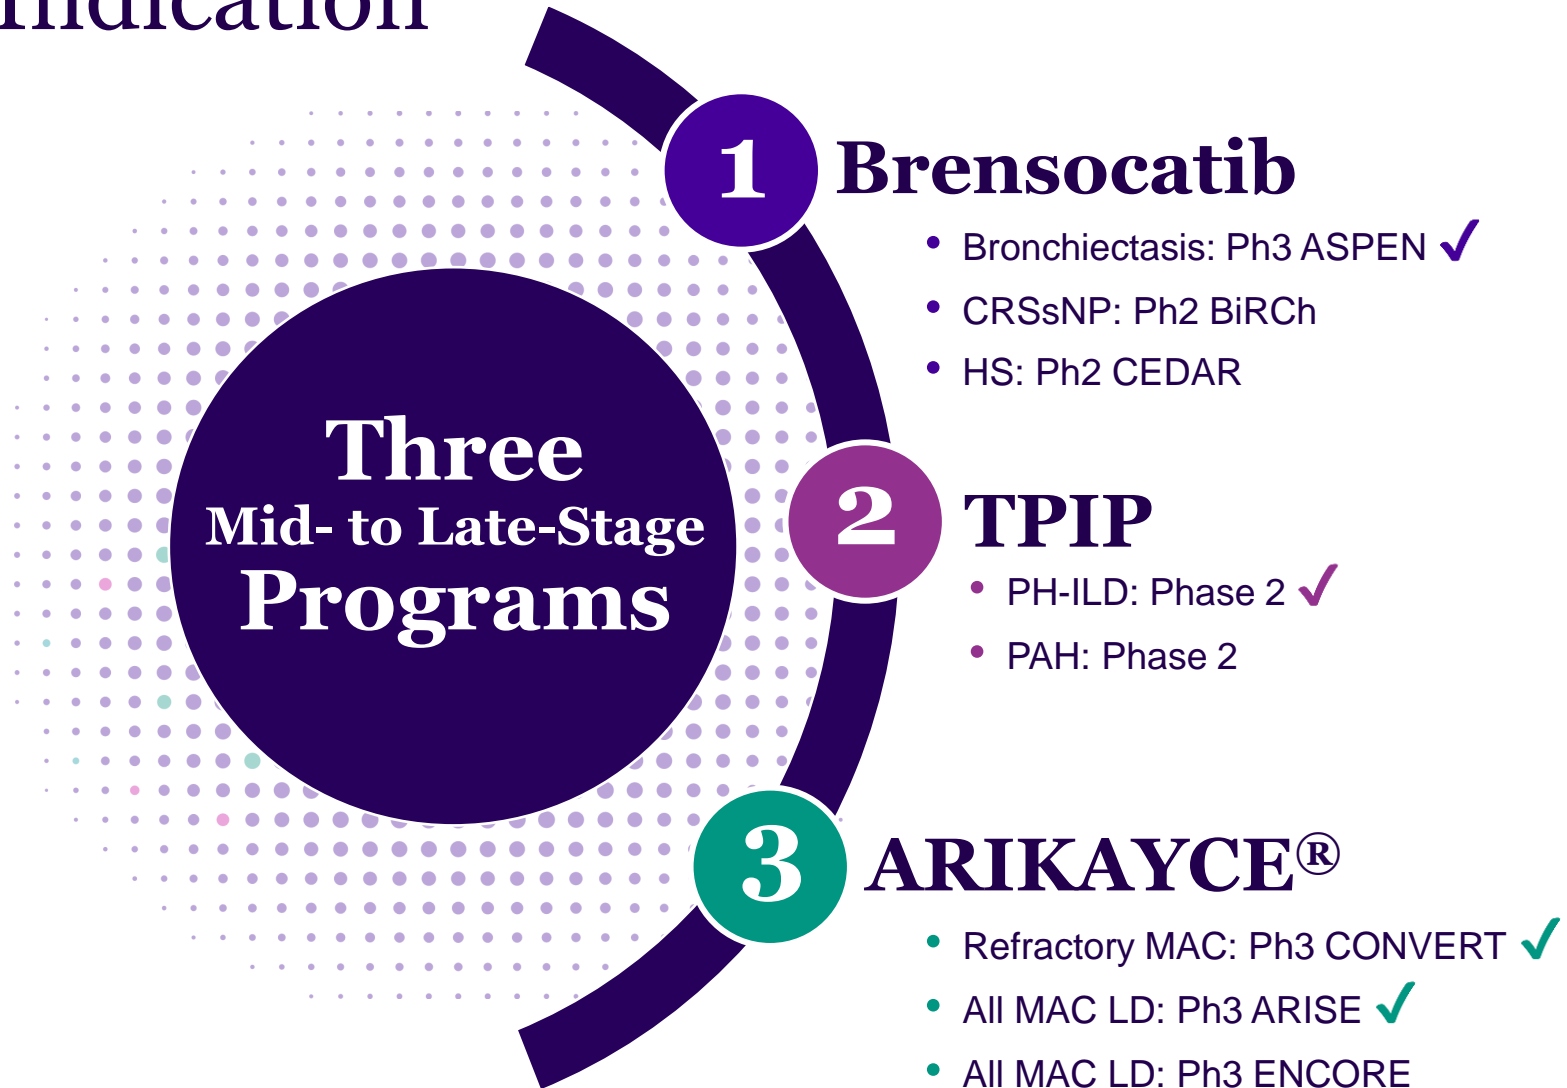 Indication
Three
Mid- to Late-Stage
Programs
1
Brensocatib
• Bronchiectasis: Ph3 ASPEN ✓
• CRSsNP: Ph2 BiRCh
• HS: Ph2 CEDAR
2
TPIP
• PH-ILD: Phase 2 ✓
• PAH: Phase 2
3
ARIKAYCE®
• Refractory MAC: Ph3 CONVERT ✓
• All MAC LD: Ph3 ARISE ✓
• All MAC LD: Ph3 ENCORE